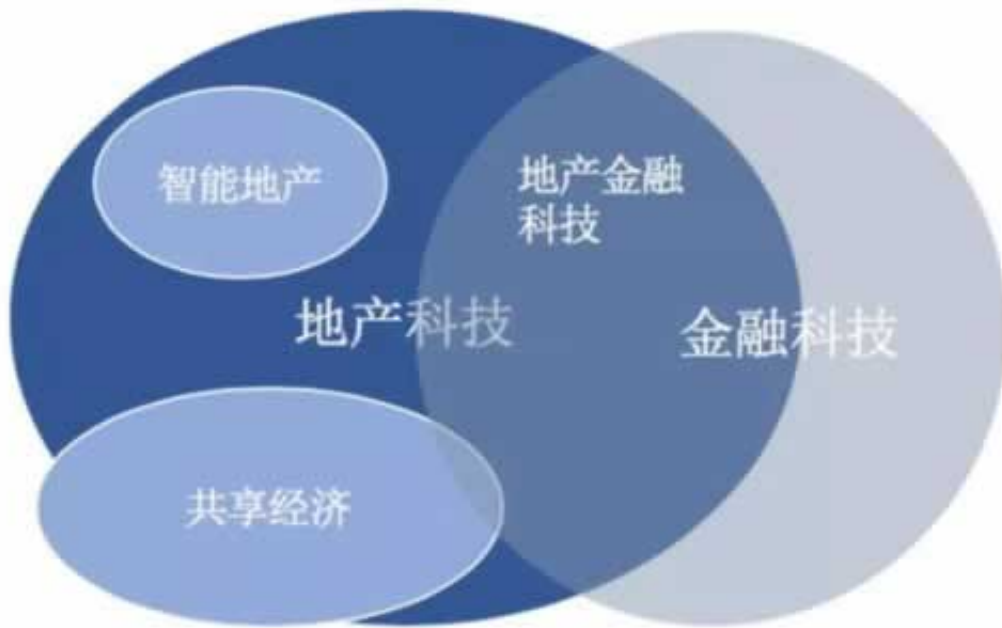 智能地产
地产金融
科技
地产科技
金融科技
共享经济